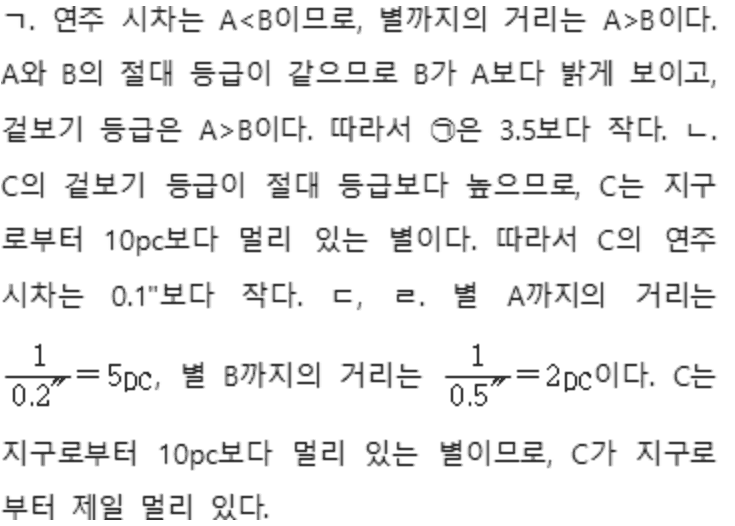 ㄱ. 연주 시차는 A<B이므로, 별까지의 거리는 A>B이다.
A와 B의 절대 등급이 같으므로 B가 A보다 밝게 보이고,
겉보기 등급은 A>B이다. 따라서 ㉠은 3.5보다 작다. ㄴ.
C의 겉보기 등급이 절대 등급보다 높으므로, C는 지구
로부터 10pc보다 멀리 있는 별이다. 따라서 C의 연주
시차는 0.1"보다 작다. ㄷ, ㄹ. 별 A까지의 거리는
1/0.2″=5pc, 별 B까지의 거리는 1/0.5″=2pc이다. C는
지구로부터 10pc보다 멀리 있는 별이므로, C가 지구로
부터 제일 멀리 있다.